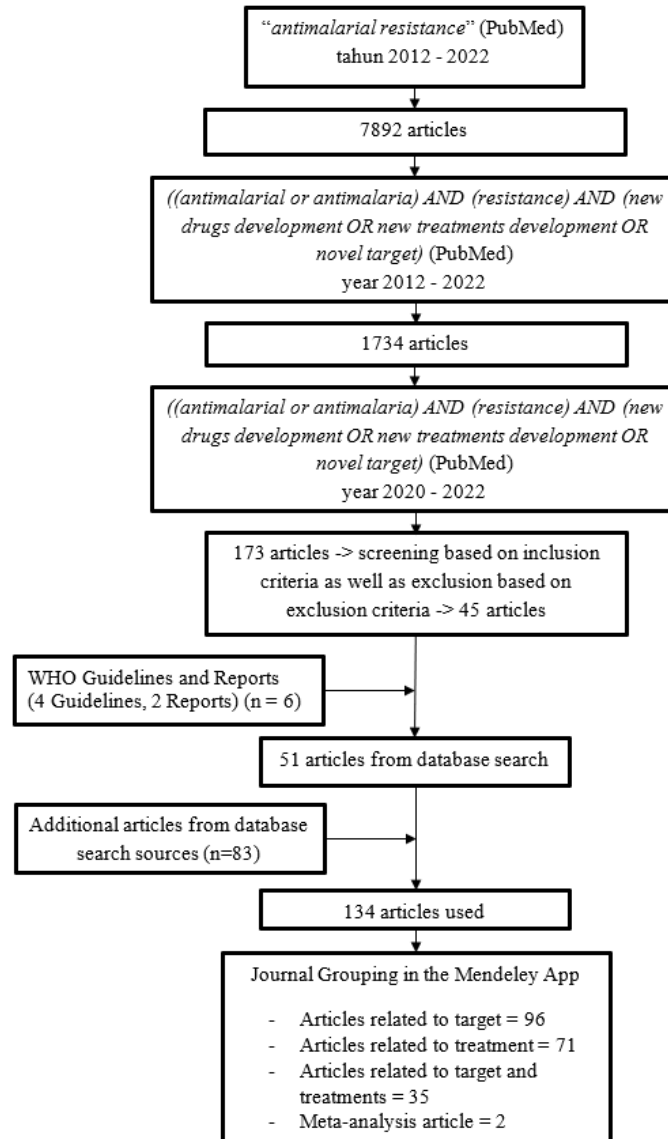 “antimalarial resistance” (PubMed)
tahun 2012 - 2022
7892 articles
((antimalarial or antimalaria) AND (resistance) AND (new
drugs development OR new treatments development OR
novel target) (PubMed)
year 2012 - 2022
1734 articles
((antimalarial or antimalaria) AND (resistance) AND (new
drugs development OR new treatments development OR
novel target) (PubMed)
year 2020 - 2022
173 articles -> screening based on inclusion
criteria as well as exclusion based on
exclusion criteria -> 45 articles
WHO Guidelines and Reports
(4 Guidelines, 2 Reports) (n = 6)
51 articles from database search
Additional articles from database
search sources (n=83)
134 articles used
Journal Grouping in the Mendeley App
- Articles related to target = 96
- Articles related to treatment = 71
- Articles related to target and
treatments = 35
- Meta-analysis article = 2